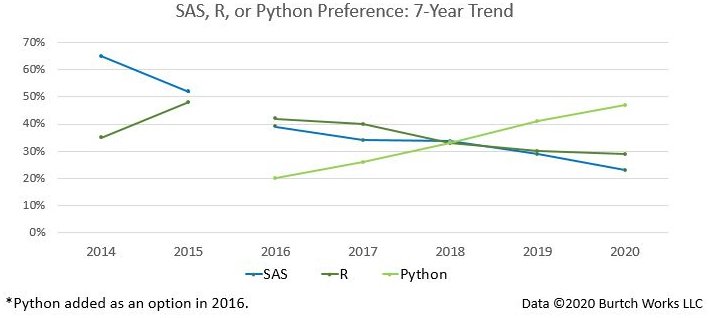 SAS, R, or Python Preference: 7-Year Trend
70%
60%
50%
40%
30%
20%
10%
0%
2014 2015 2016 2017 2018 2019 2020
SAS R Python
*Python added as an option in 2016.
Data ©2020 Burtch Works LLC